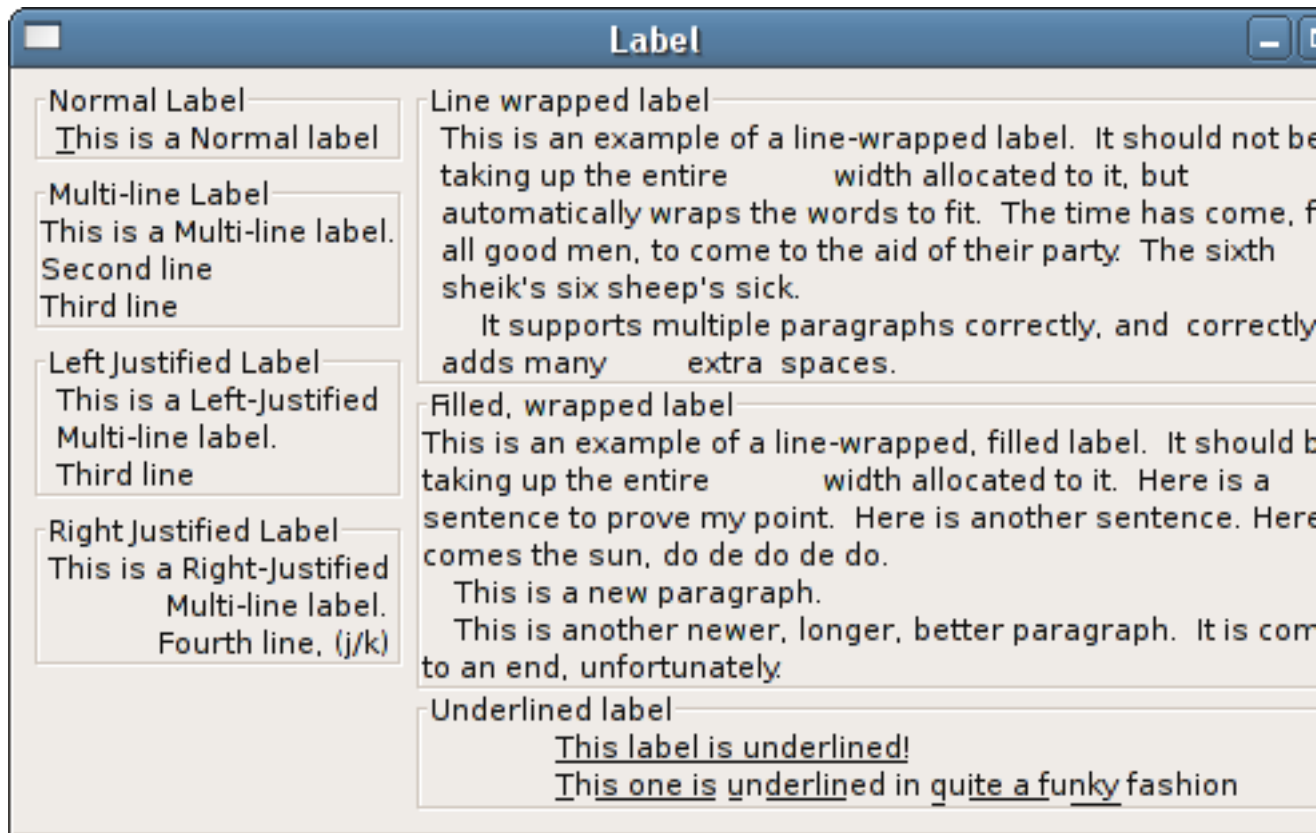 Label
Normal Label
This is a Normal label
Multi-line Label
This is a Multi-line label.
Second line
Third line
Left Justified Label
This is a Left-Justified
Multi-line label.
Third line
Right Justified Label
This is a Right-Justified
Multi-line label.
Fourth line, (j/k)
Line wrapped label
This is an example of a line-wrapped label.  It should not be
taking up the entire          width allocated to it, but
automatically wraps the words to fit.  The time has come,
all good men, to come to the aid of their party.  The sixth
sheik's six sheep's sick.
It supports multiple paragraphs correctly, and  correctly
adds many        extra  spaces.
Filled, wrapped label
This is an example of a line-wrapped, filled label.  It should
taking up the entire          width allocated to it.  Here is a
sentence to prove my point.  Here is another sentence. Here
comes the sun, do de do de do.
This is a new paragraph.
This is another newer, longer, better paragraph.  It is
to an end, unfortunately.
Underlined label
This label is underlined!
This one is underlined in quite a funky fashion